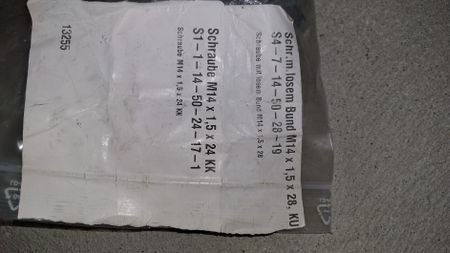 Schr.m losem Bund M14 x 1,5 x 28, KU
S4-7-14-50-28-19
Schraube mit losem Bund M14 x 1,5 x 28
Schraube M14 x 1,5 x 24 KK
S1-1-14-50-24-17-1
Schraube M14 x 1,5 x 24 KK
13255